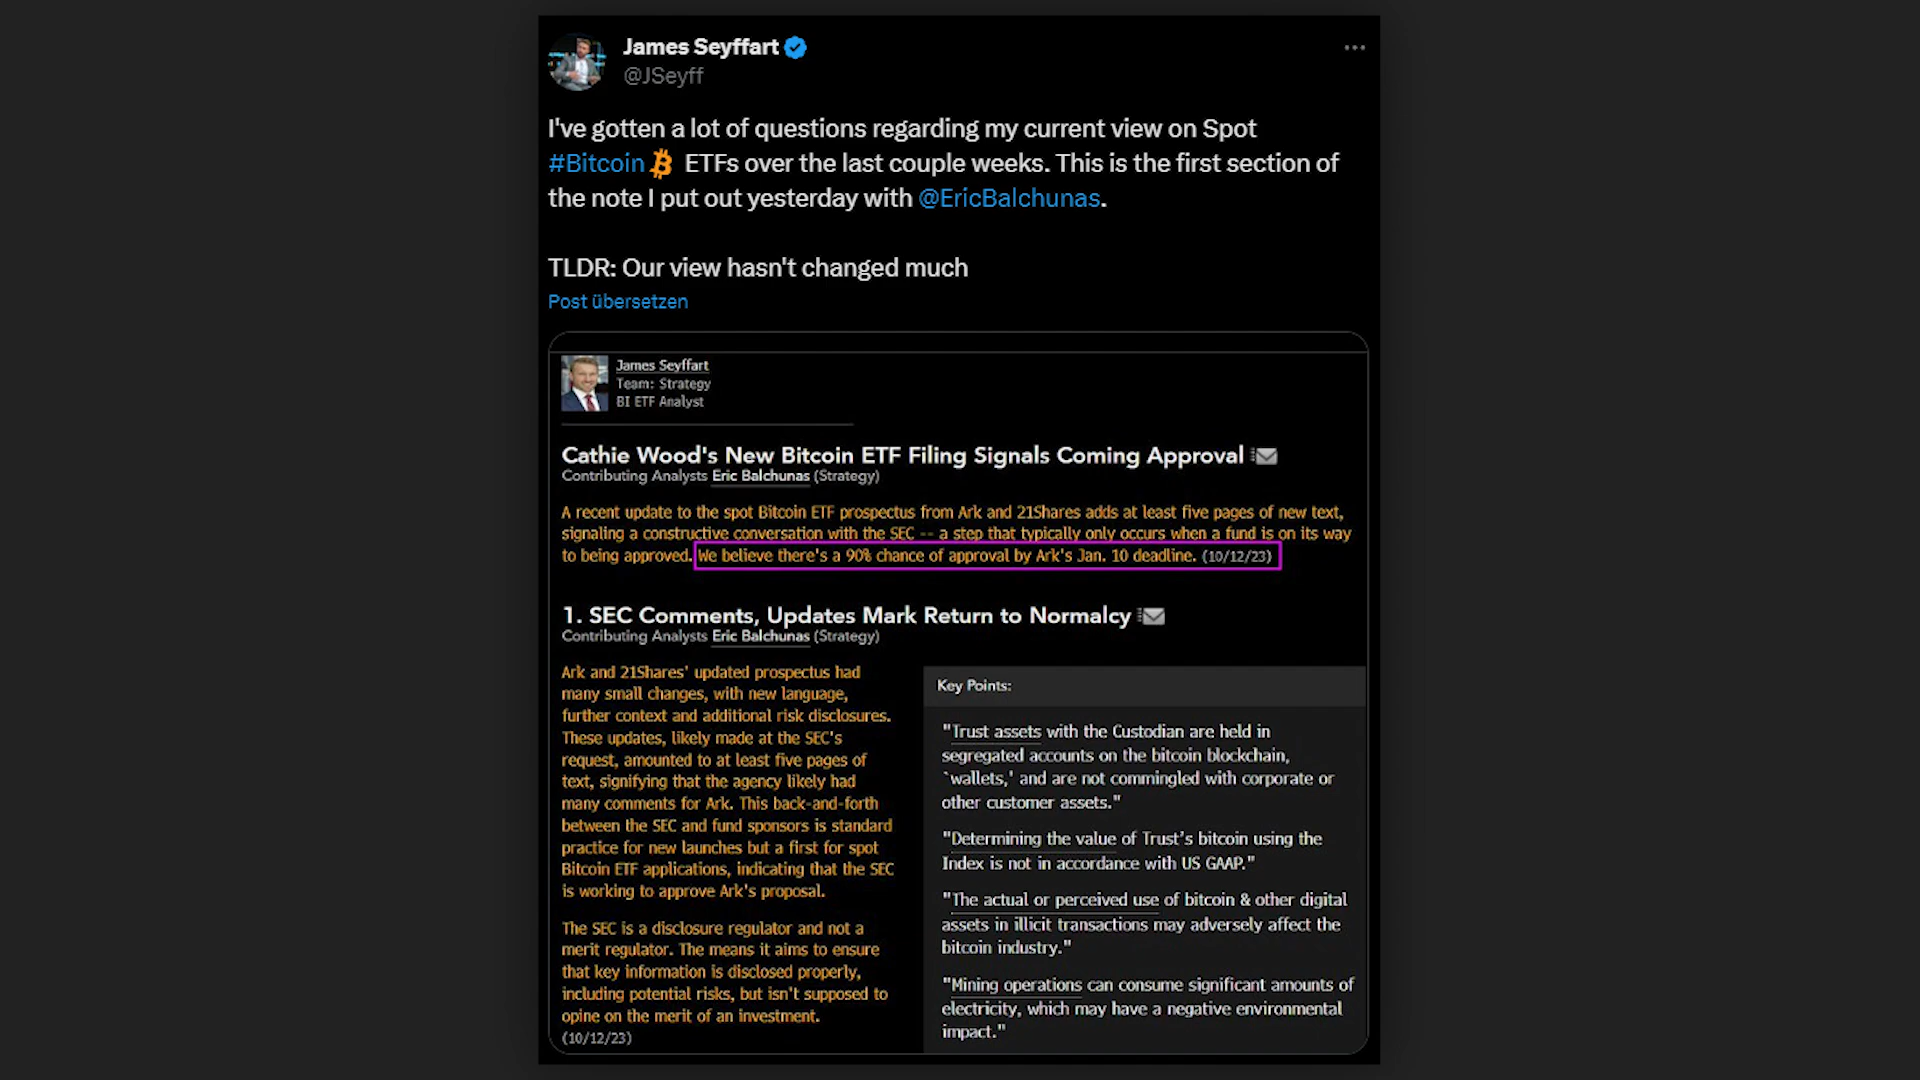 James Seyffart
@JSeyff
I've gotten a lot of questions regarding my current view on Spot
#Bitcoin ETFs over the last couple weeks. This is the first section of
the note I put out yesterday with @EricBalchunas.
TLDR: Our view hasn't changed much
Post übersetzen
James Seyffart
Team: Strategy
BI ETF Analyst
Cathie Wood's New Bitcoin ETF Filing Signals Coming Approval
Contributing Analysts Eric Balchunas (Strategy)
A recent update to the spot Bitcoin ETF prospectus from Ark and 21Shares adds at least five pages of new text,
signaling a constructive conversation with the SEC -- a step that typically only occurs when a fund is on its way
to being approved. We believe there's a 90% chance of approval by Ark's Jan. 10 deadline. (10/12/23)
1. SEC Comments, Updates Mark Return to Normalcy
Contributing Analysts Eric Balchunas (Strategy)
Ark and 21Shares' updated prospectus had
many small changes, with new language,
further context and additional risk disclosures.
These updates, likely made at the SEC's
request, amounted to at least five pages of
text, signifying that the agency likely had
many comments for Ark. This back-and-forth
between the SEC and fund sponsors is standard
practice for new launches but a first for spot
Bitcoin ETF applications, indicating that the SEC
is working to approve Ark's proposal.
The SEC is a disclosure regulator and not a
merit regulator. The means it aims to ensure
that key information is disclosed properly,
including potential risks, but isn't supposed to
opine on the merit of an investment.
(10/12/23)
Key Points:
"Trust assets with the Custodian are held in
segregated accounts on the bitcoin blockchain,
`wallets,' and are not commingled with corporate or
other customer assets."
"Determining the value of Trust's bitcoin using the
Index is not in accordance with US GAAP."
"The actual or perceived use of bitcoin & other digital
assets in illicit transactions may adversely affect the
bitcoin industry."
"Mining operations can consume significant amounts of
electricity, which may have a negative environmental
impact."